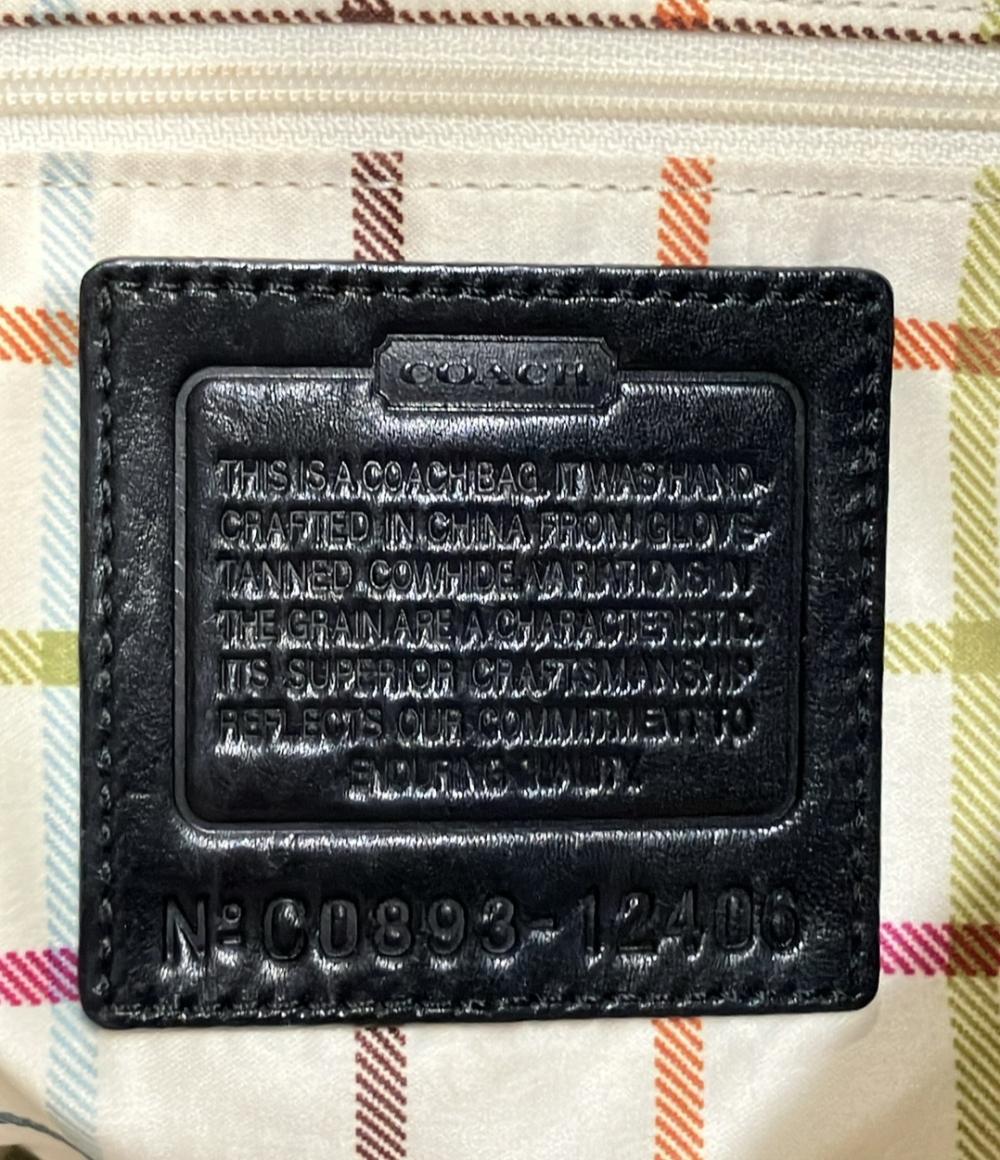 COACH
THIS IS A COACH BAG. IT WAS HAND-
CRAFTED IN CHINA FROM GLOVE-
TANNED COWHIDE. VARIATIONS IN
THE GRAIN ARE A CHARACTERISTIC.
ITS SUPERIOR CRAFTSMANSHIP
REFLECTS OUR COMMITMENT TO
ENDURING QUALITY.
Nº C0893-12406